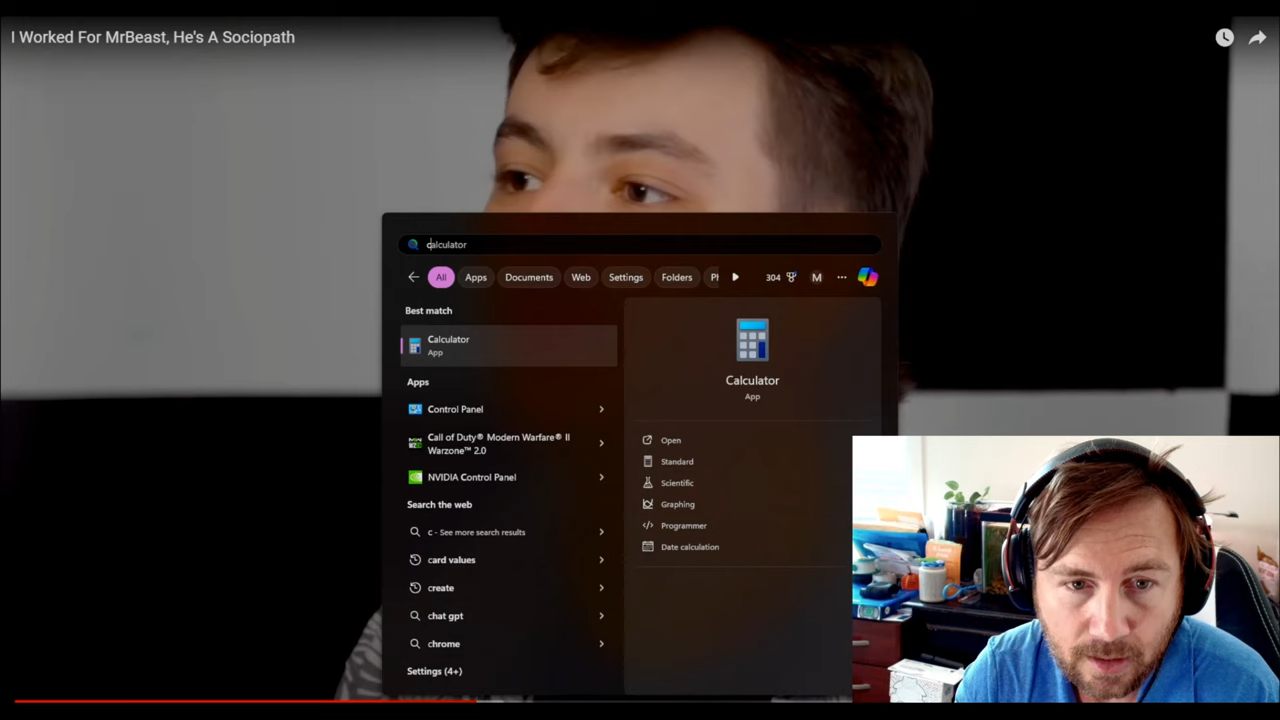 I Worked For MrBeast, He's A Sociopath
calculator
All Apps Documents Web Settings Folders Ph 304 M ...
Best match
Calculator
App
Apps
Control Panel
Call of Duty® Modern Warfare® II
Warzone™ 2.0
NVIDIA Control Panel
Search the web
c - See more search results
card values
create
chat gpt
chrome
Settings (4+)
Calculator
App
Open
Standard
Scientific
Graphing
Programmer
Date calculation